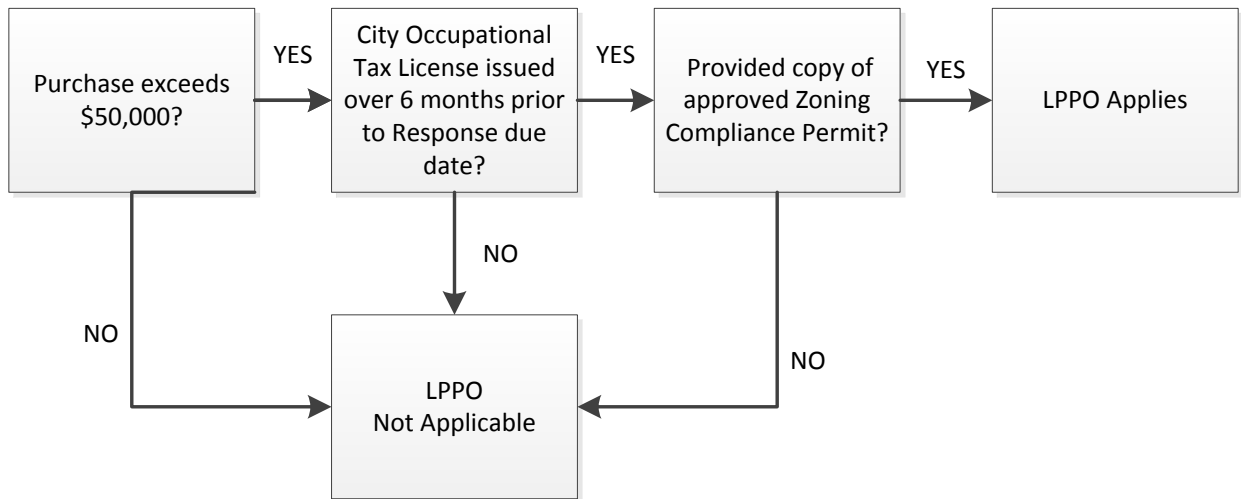 Purchase exceeds
$50,000?
YES
City Occupational
Tax License issued
over 6 months prior
to Response due
date?
YES
Provided copy of
approved Zoning
Compliance Permit?
YES
LPPO Applies
NO
NO
NO
LPPO
Not Applicable